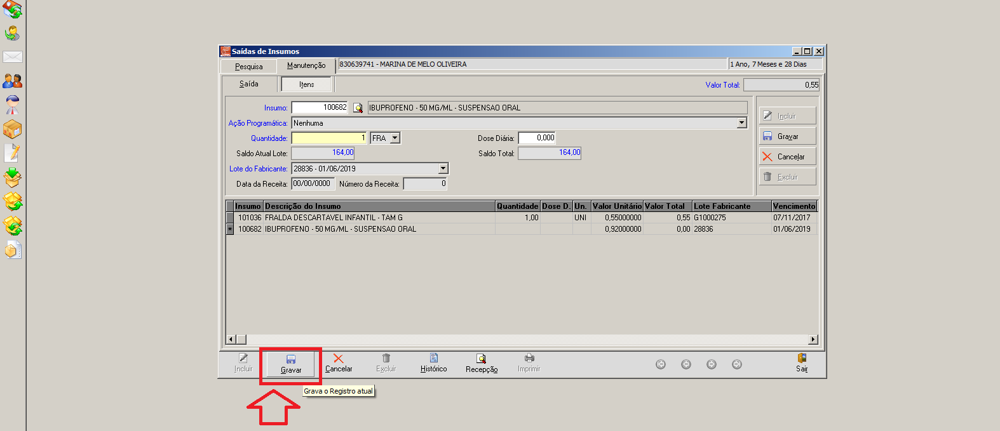 Saídas de Insumos
Pesquisa
Manutenção
830639741 - MARINA DE MELO OLIVEIRA
1 Ano, 7 Meses e 28 Dias
Saída
Itens
Valor Total:
0,55
Insumo:
100682
IBUPROFENO - 50 MG/ML - SUSPENSAO ORAL
Incluir
Ação Programática:
Nenhuma
Quantidade:
1
FRA
Dose Diária:
0,000
Gravar
Saldo Atual Lote:
164,00
Saldo Total:
164,00
Cancelar
Lote do Fabricante:
28836 - 01/06/2019
Excluir
Data da Receita:
00/00/0000
Número da Receita:
0
Insumo Descrição do Insumo Quantidade Dose D. Un. Valor Unitário Valor Total Lote Fabricante Vencimento
101036 FRALDA DESCARTAVEL INFANTIL - TAM G 1,00 UNI 0,55000000 0,55 G1000275 07/11/2017
* 100682 IBUPROFENO - 50 MG/ML - SUSPENSAO ORAL 0,92000000 0,00 28836 01/06/2019
Incluir
Gravar
Cancelar
Excluir
Histórico
Recepção
Imprimir
Sair
Grava o Registro atual